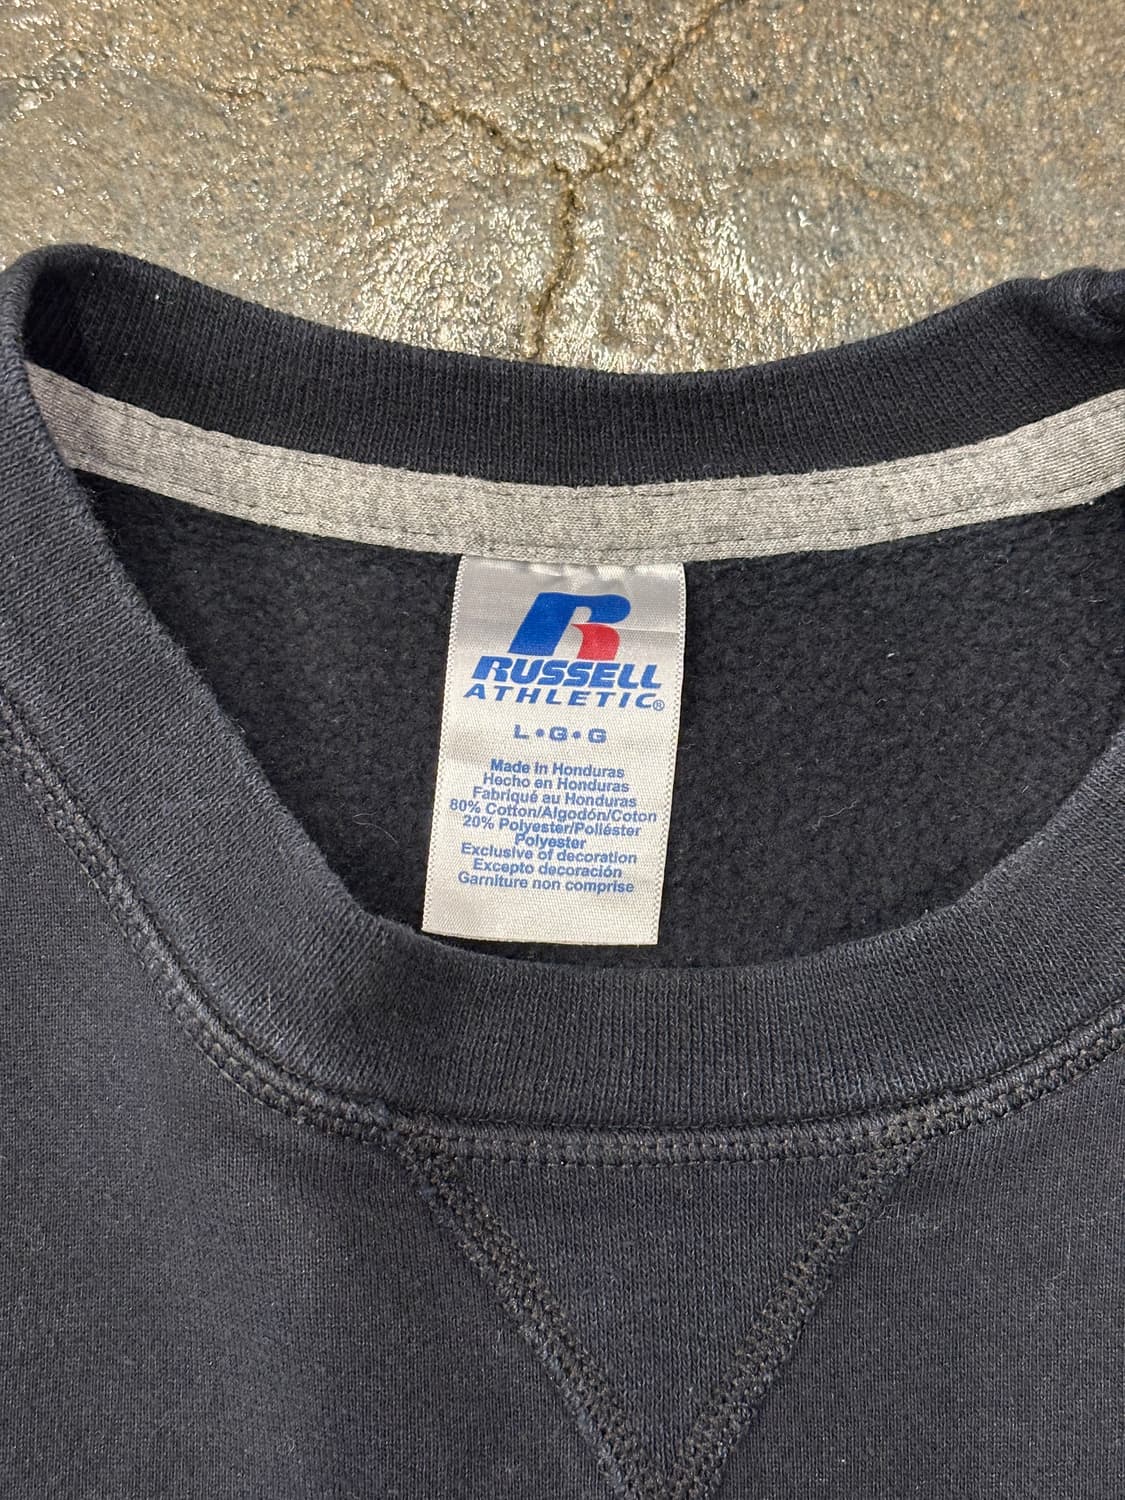 R
RUSSELL
ATHLETIC®
L•G•G
Made in Honduras
Hecho en Honduras
Fabriqué au Honduras
80% Cotton/Algodón/Coton
20% Polyester/Poliéster
Polyester
Exclusive of decoration
Excepto decoración
Garniture non comprise